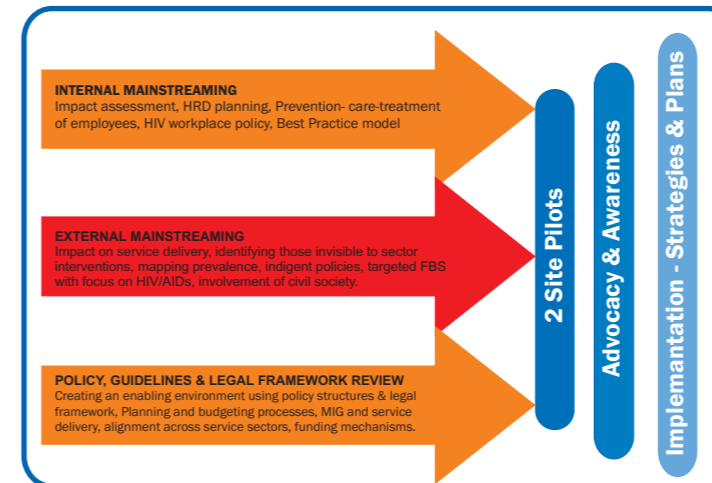 INTERNAL MAINSTREAMING
Impact assessment, HRD planning, Prevention- care-treatment
of employees, HIV workplace policy, Best Practice model
EXTERNAL MAINSTREAMING
Impact on service delivery, identifying those invisible to sector
interventions, mapping prevalence, indigent policies, targeted FBS
with focus on HIV/AIDs, involvement of civil society.
POLICY, GUIDELINES & LEGAL FRAMEWORK REVIEW
Creating an enabling environment using policy structures & legal
framework, Planning and budgeting processes, MIG and service
delivery, alignment across service sectors, funding mechanisms.
2 Site Pilots
Advocacy & Awareness
Implemantation - Strategies & Plans